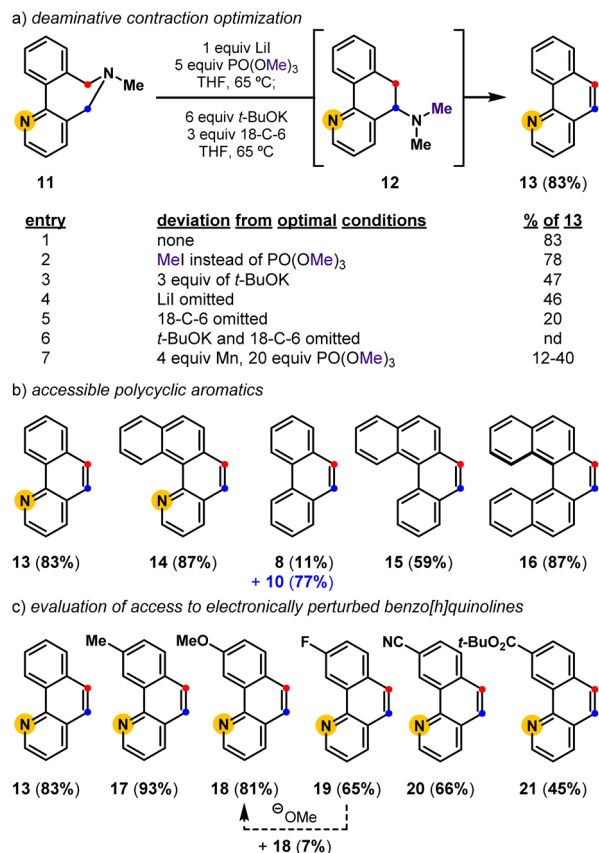 a) deaminative contraction optimization
1 equiv LiI
5 equiv PO(OMe)3
THF, 65 ºC;
6 equiv t-BuOK
3 equiv 18-C-6
THF, 65 ºC
N
N
Me
11
N
N
Me
Me
12
N
13 (83%)
entry deviation from optimal conditions % of 13
1 none 83
2 MeI instead of PO(OMe)3 78
3 3 equiv of t-BuOK 47
4 LiI omitted 46
5 18-C-6 omitted 20
6 t-BuOK and 18-C-6 omitted nd
7 4 equiv Mn, 20 equiv PO(OMe)3 12-40
b) accessible polycyclic aromatics
N N
13 (83%) 14 (87%) 8 (11%) 15 (59%) 16 (87%)
+ 10 (77%)
c) evaluation of access to electronically perturbed benzo[h]quinolines
Me MeO F NC t-BuO2C
N N N N N N
13 (83%) 17 (93%) 18 (81%) 19 (65%) 20 (66%) 21 (45%)
⊖OMe
+ 18 (7%)